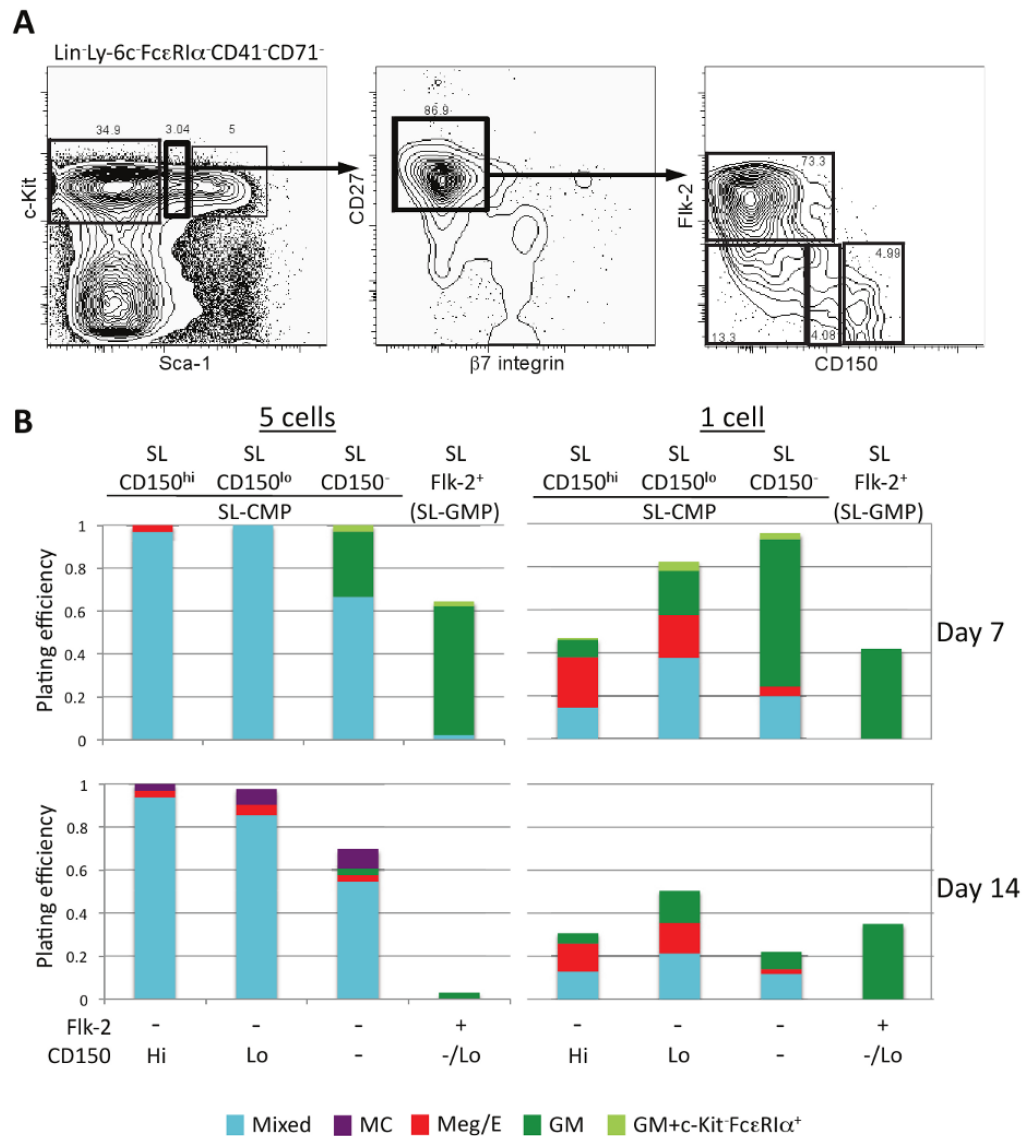 A
Lin⁻Ly-6c⁻FcεRIα⁻CD41⁻CD71⁻
34.9 3.04 5
c-Kit
Sca-1
86.9
CD27
β7 integrin
73.3
4.99
13.3
4.08
Flk-2
CD150
B
5 cells 1 cell
SL SL SL SL SL SL SL SL
CD150ʰⁱ CD150ˡᵒ CD150⁻ Flk-2⁺ CD150ʰⁱ CD150ˡᵒ CD150⁻ Flk-2⁺
SL-CMP (SL-GMP) SL-CMP (SL-GMP)
1
0.8
0.6
0.4
0.2
0
Plating efficiency
Day 7
1
0.8
0.6
0.4
0.2
0
Plating efficiency
Day 14
Flk-2 - - - + - - - +
CD150 Hi Lo - -/Lo Hi Lo - -/Lo
Mixed MC Meg/E GM GM+c-Kit⁻FcεRIα⁺